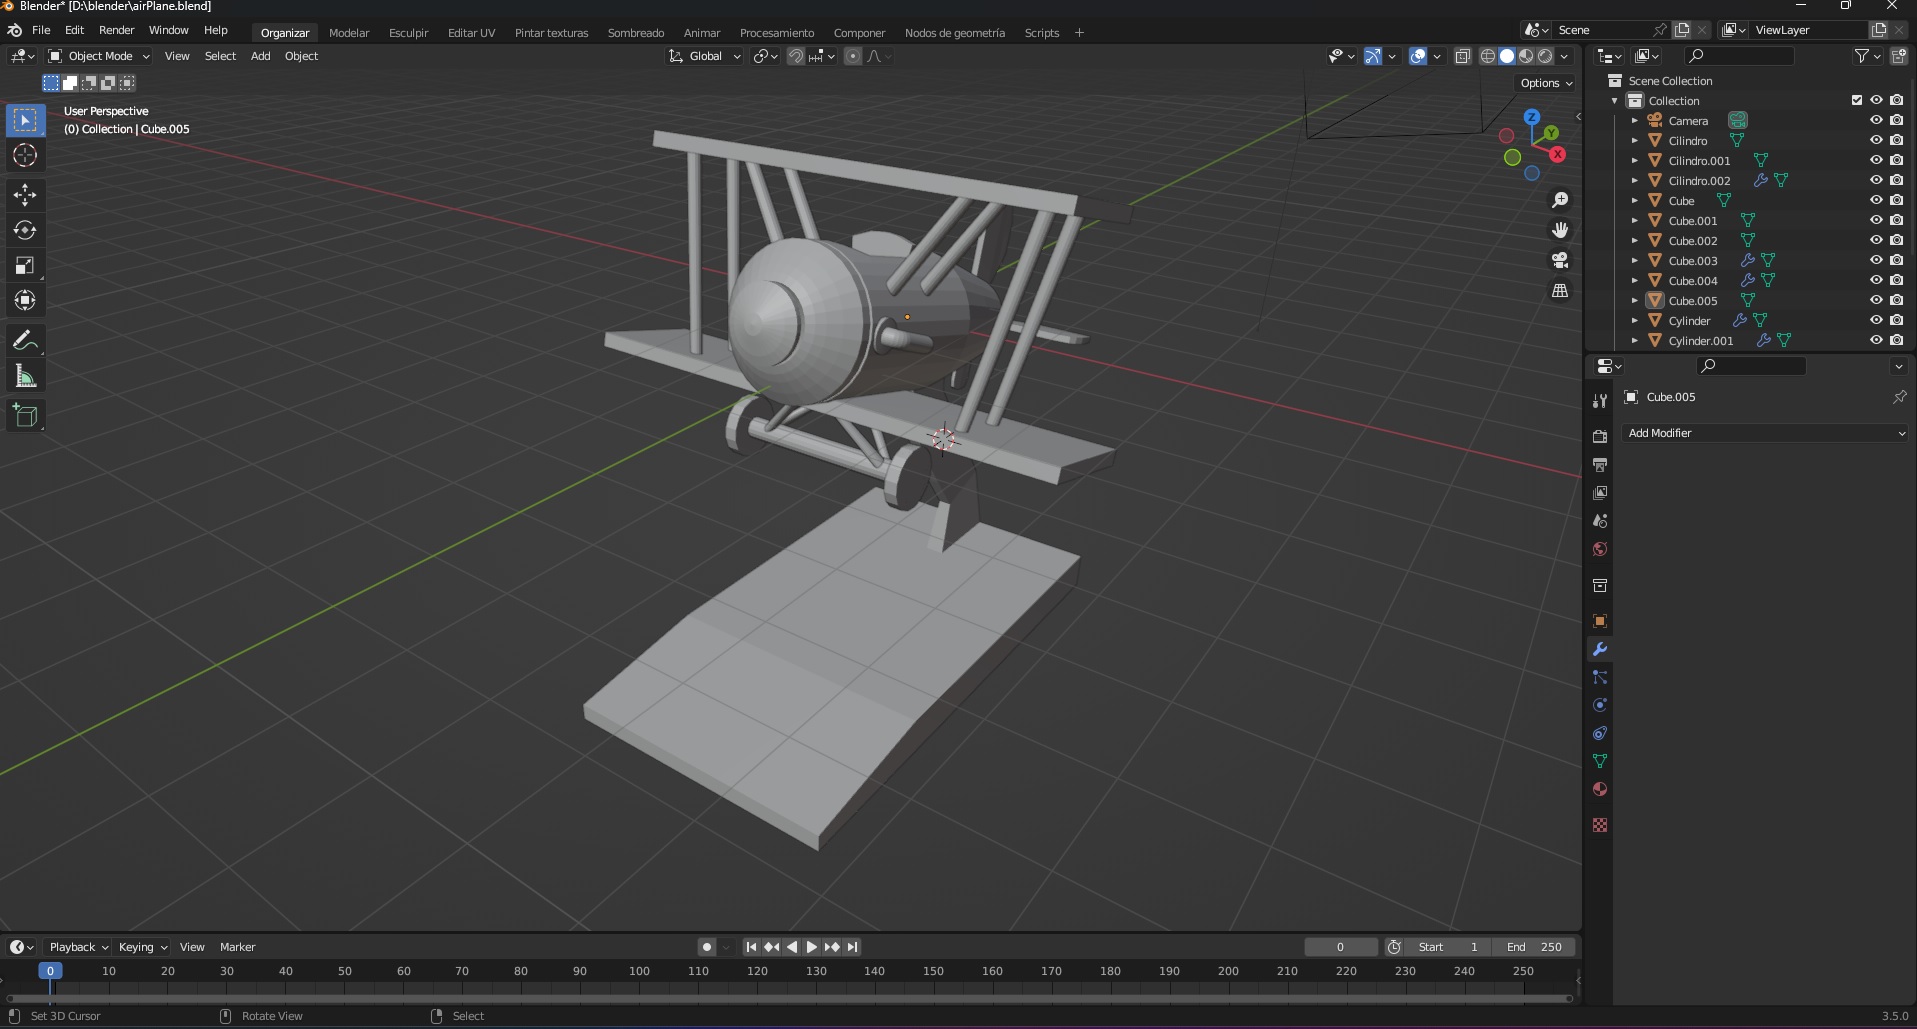 Blender* [D:\blender\airPlane.blend]
File Edit Render Window Help Organizar Modelar Esculpir Editar UV Pintar texturas Sombreado Animar Procesamiento Componer Nodos de geometría Scripts + Scene ViewLayer
Object Mode View Select Add Object Global
Options
User Perspective
(0) Collection | Cube.005
Z
Y
X
Scene Collection
Collection
Camera
Cilindro
Cilindro.001
Cilindro.002
Cube
Cube.001
Cube.002
Cube.003
Cube.004
Cube.005
Cylinder
Cylinder.001
Cube.005
Add Modifier
Playback Keying View Marker 0 Start 1 End 250
0 10 20 30 40 50 60 70 80 90 100 110 120 130 140 150 160 170 180 190 200 210 220 230 240 250
Set 3D Cursor Rotate View Select 3.5.0